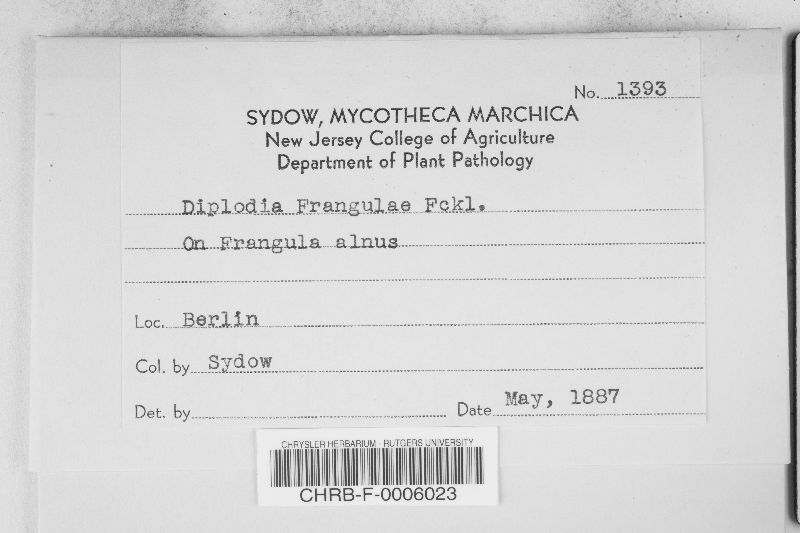 No. 1393
SYDOW, MYCOTHECA MARCHICA
New Jersey College of Agriculture
Department of Plant Pathology
Diplodia Frangulae Fckl.
On Frangula alnus
Loc. Berlin
Col. by Sydow
Det. by Date May, 1887
CHRYSLER HERBARIUM - RUTGERS UNIVERSITY
CHRB-F-0006023